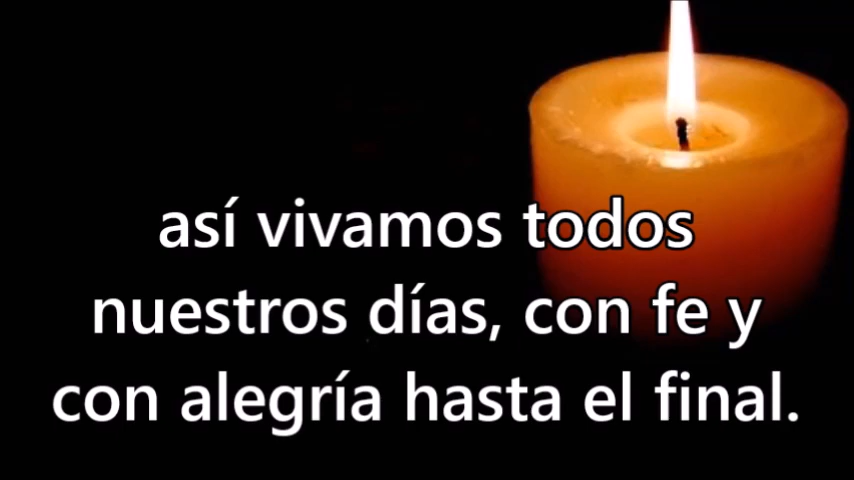 así vivamos todos
nuestros días, con fe y
con alegría hasta el final.